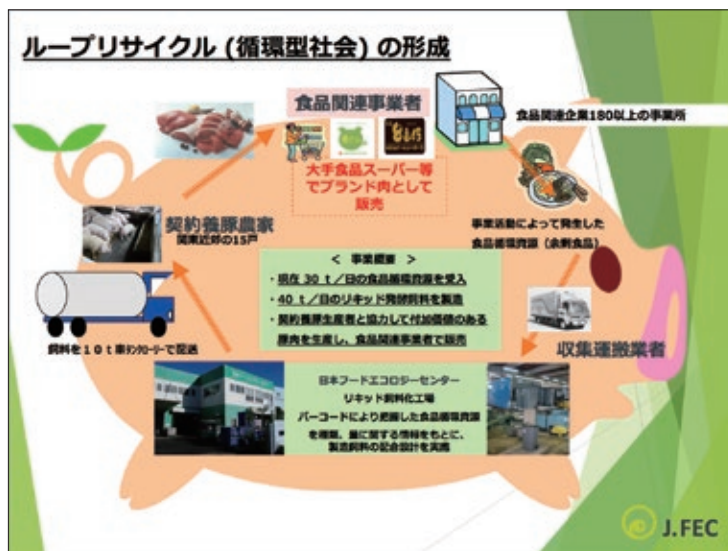 ループリサイクル (循環型社会) の形成
食品関連事業者
大手食品スーパー等
でブランド肉として
販売
食品関連企業180以上の事業所
事業活動によって発生した
食品循環資源（余剰食品）
収集運搬業者
契約養豚農家
関東近郊の15戸
飼料を１０ｔ車ﾀﾝｸﾛｰﾘｰで配送
＜ 事業概要 ＞
・現在 30 ｔ／日の食品循環資源を受入
・40 ｔ／日のリキッド発酵飼料を製造
・契約養豚生産者と協力して付加価値のある
豚肉を生産し、食品関連事業者で販売
日本フードエコロジーセンター
リキッド飼料化工場
バーコードにより把握した食品循環資源
を種類、量に関する情報をもとに、
製造飼料の配合設計を実施
J.FEC